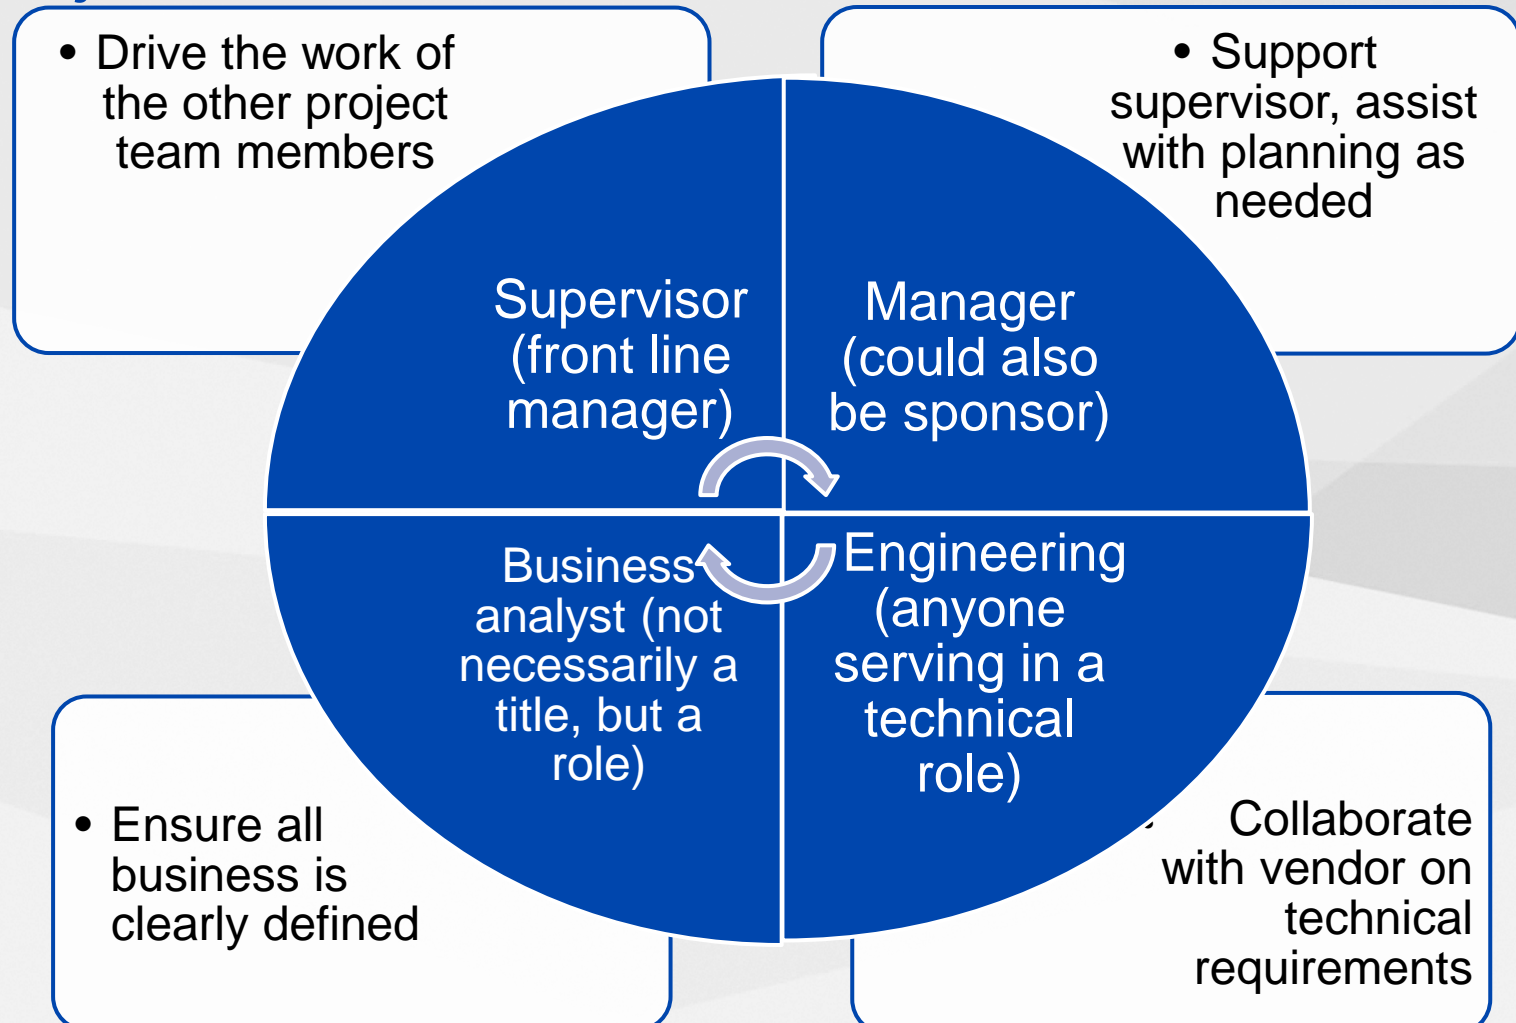 • Drive the work of
the other project
team members
• Support
supervisor, assist
with planning as
needed
Supervisor
(front line
manager)
Manager
(could also
be sponsor)
Business
analyst (not
necessarily a
title, but a
role)
Engineering
(anyone
serving in a
technical
role)
• Ensure all
business is
clearly defined
• Collaborate
with vendor on
technical
requirements